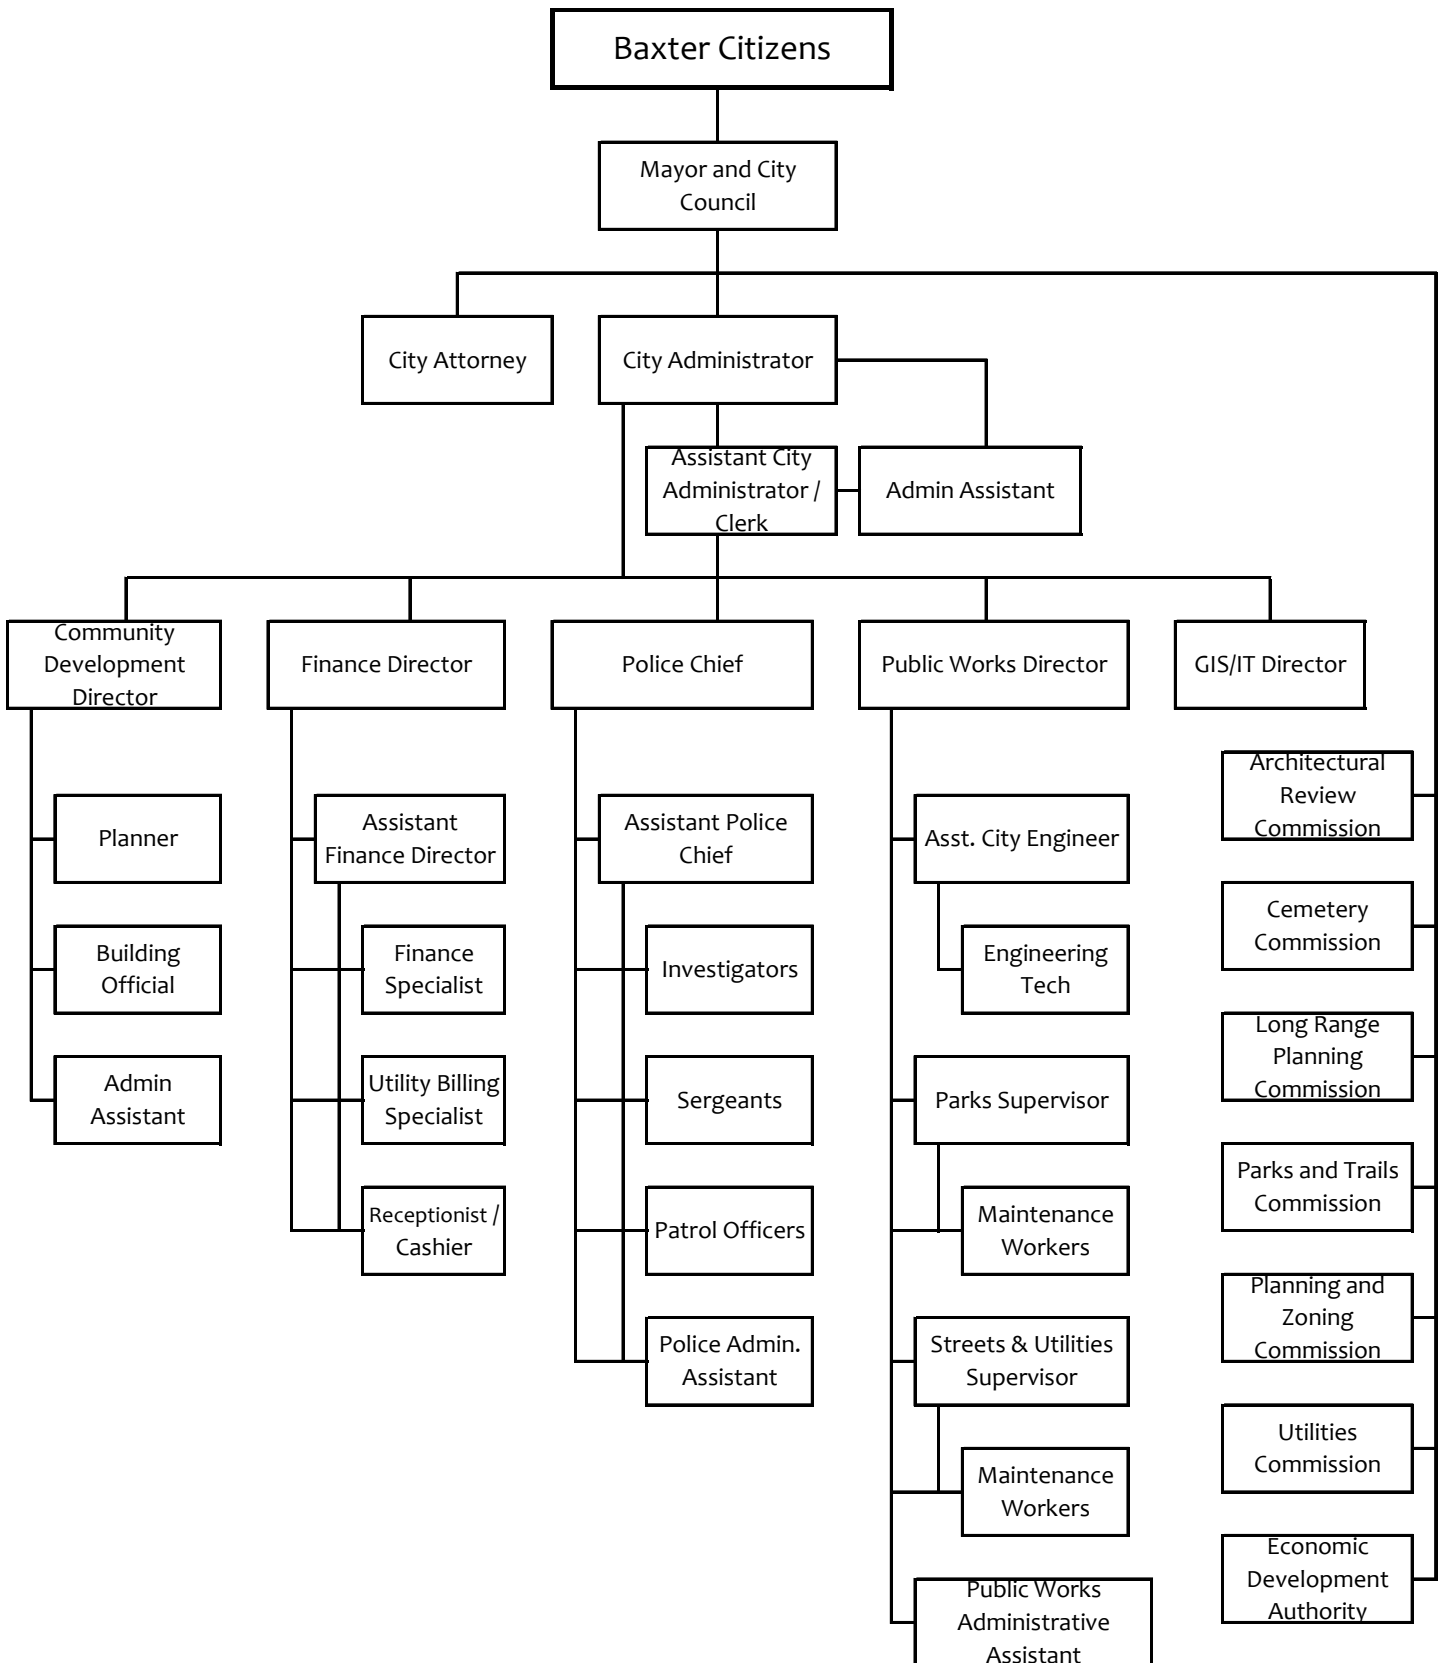 Baxter Citizens
Mayor and City
Council
City Attorney
City Administrator
Assistant City
Administrator /
Clerk
Admin Assistant
Community
Development
Director
Finance Director
Police Chief
Public Works Director
GIS/IT Director
Planner
Building
Official
Admin
Assistant
Assistant
Finance Director
Finance
Specialist
Utility Billing
Specialist
Receptionist /
Cashier
Assistant Police
Chief
Investigators
Sergeants
Patrol Officers
Police Admin.
Assistant
Asst. City Engineer
Engineering
Tech
Parks Supervisor
Maintenance
Workers
Streets & Utilities
Supervisor
Maintenance
Workers
Public Works
Administrative
Assistant
Architectural
Review
Commission
Cemetery
Commission
Long Range
Planning
Commission
Parks and Trails
Commission
Planning and
Zoning
Commission
Utilities
Commission
Economic
Development
Authority